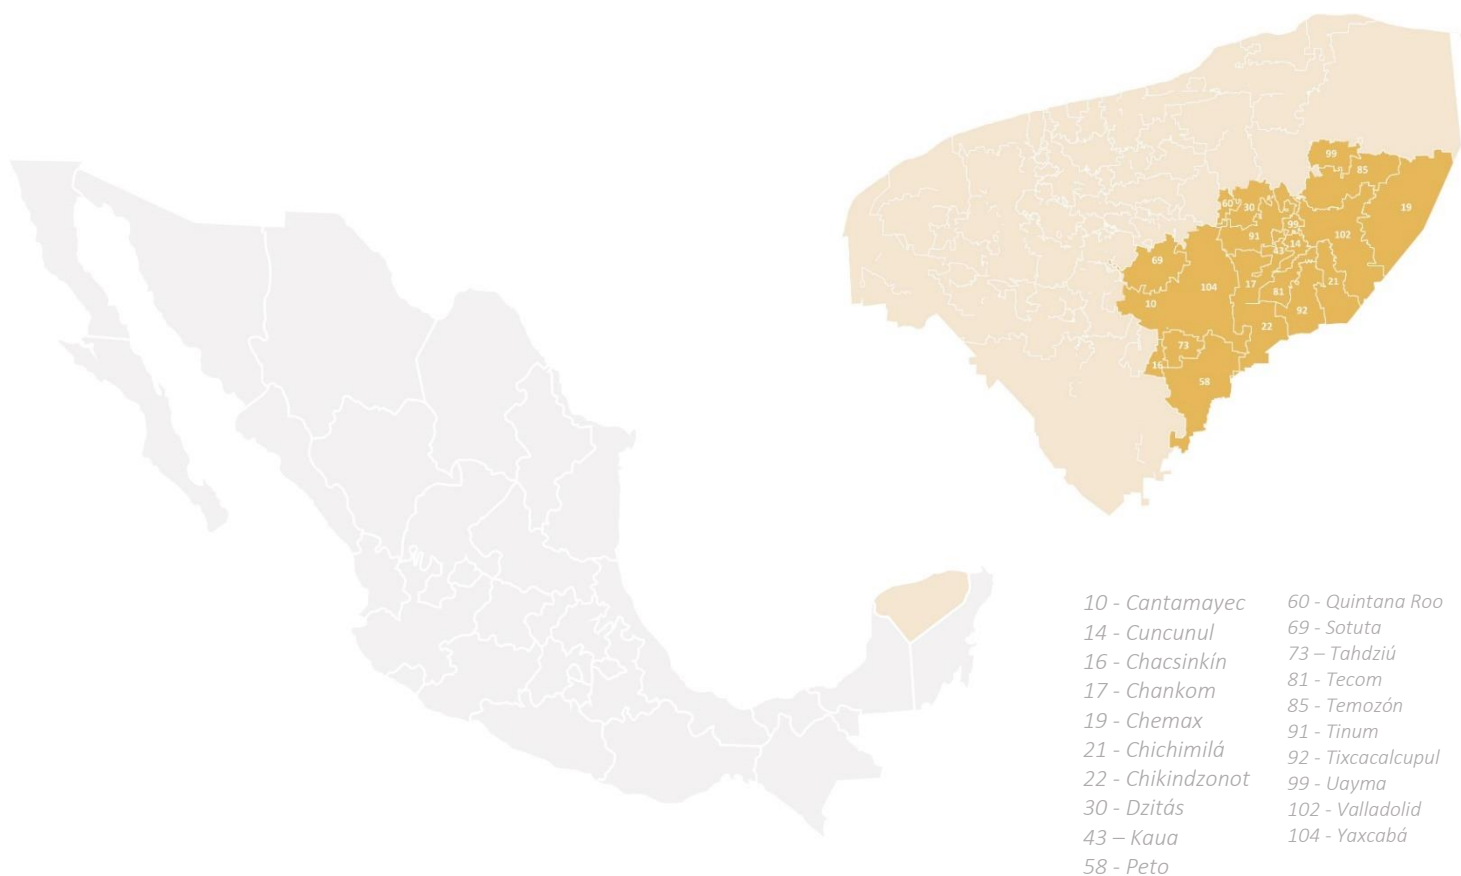 99
85
19
60
30
99
102
91
14
43
69
17
21
104
81
10
92
22
73
16
58
10 - Cantamayec
14 - Cuncunul
16 - Chacsinkín
17 - Chankom
19 - Chemax
21 - Chichimilá
22 - Chikindzonot
30 - Dzitás
43 – Kaua
58 - Peto
60 - Quintana Roo
69 - Sotuta
73 – Tahdziú
81 - Tecom
85 - Temozón
91 - Tinum
92 - Tixcacalcupul
99 - Uayma
102 - Valladolid
104 - Yaxcabá